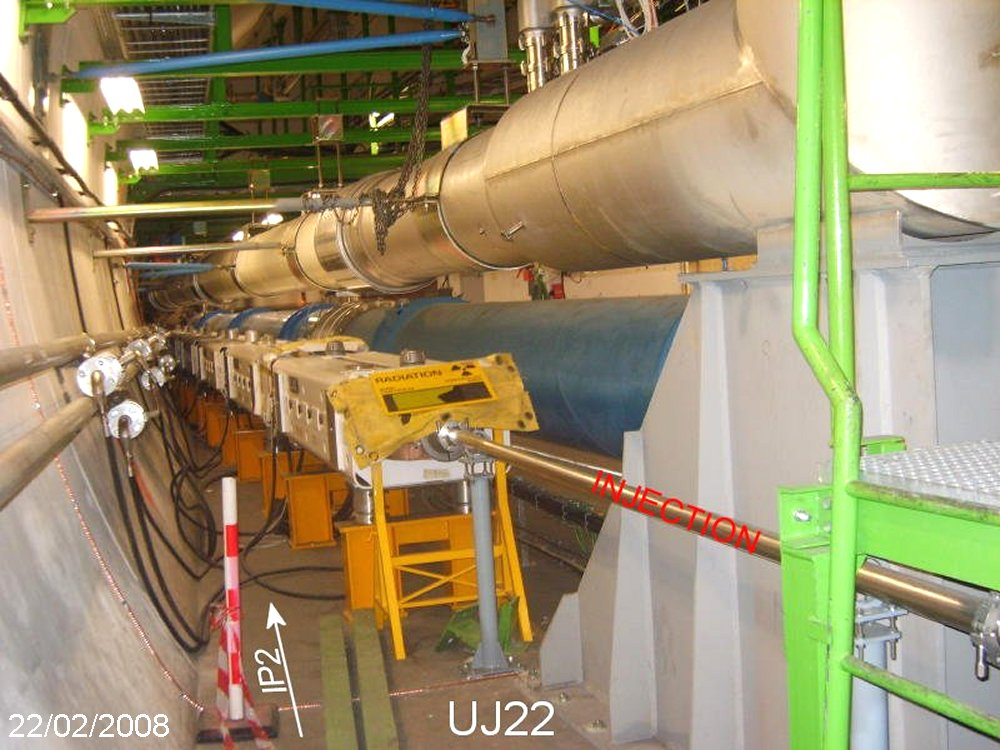 RADIATION
INJECTION
IP2
UJ22
22/02/2008